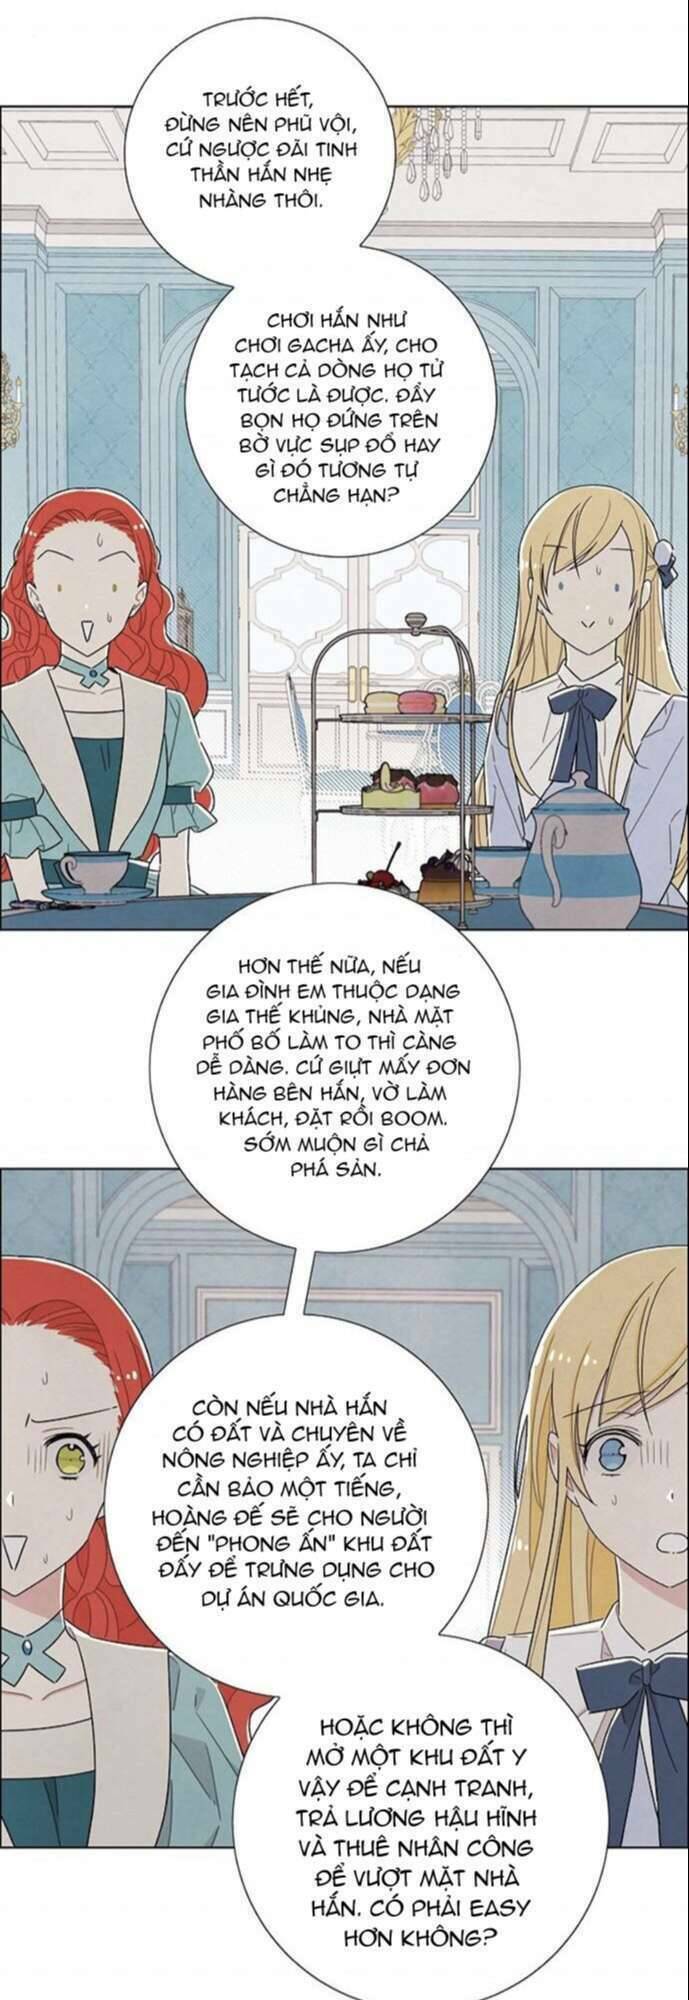 TRƯỚC HẾT,
ĐỪNG NÊN PHŨ VỘI,
CỨ NGƯỢC ĐÃI TINH
THẦN HẮN NHẸ
NHÀNG THÔI.
CHƠI HẮN NHƯ
CHƠI GACHA ẤY, CHO
TẠCH CẢ DÒNG HỌ TỬ
TƯỚC LÀ ĐƯỢC. ĐẨY
BỌN HỌ ĐỨNG TRÊN
BỜ VỰC SỤP ĐỔ HAY
GÌ ĐÓ TƯƠNG TỰ
CHẲNG HẠN?
HƠN THẾ NỮA, NẾU
GIA ĐÌNH EM THUỘC DẠNG
GIA THẾ KHỦNG, NHÀ MẶT
PHỐ BỐ LÀM TO THÌ CÀNG
DỄ DÀNG. CỨ GIỰT MẤY ĐƠN
HÀNG BÊN HẮN, VỜ LÀM
KHÁCH, ĐẶT RỒI BOOM.
SỚM MUỘN GÌ CHẢ
PHÁ SẢN.
CÒN NẾU NHÀ HẮN
CÓ ĐẤT VÀ CHUYÊN VỀ
NÔNG NGHIỆP ẤY, TA CHỈ
CẦN BẢO MỘT TIẾNG,
HOÀNG ĐẾ SẼ CHO NGƯỜI
ĐẾN "PHONG ẤN" KHU ĐẤT
ĐẤY ĐỂ TRƯNG DỤNG CHO
DỰ ÁN QUỐC GIA.
HOẶC KHÔNG THÌ
MỞ MỘT KHU ĐẤT Y
VẬY ĐỂ CẠNH TRANH,
TRẢ LƯƠNG HẬU HĨNH
VÀ THUÊ NHÂN CÔNG
ĐỂ VƯỢT MẶT NHÀ
HẮN. CÓ PHẢI EASY
HƠN KHÔNG?